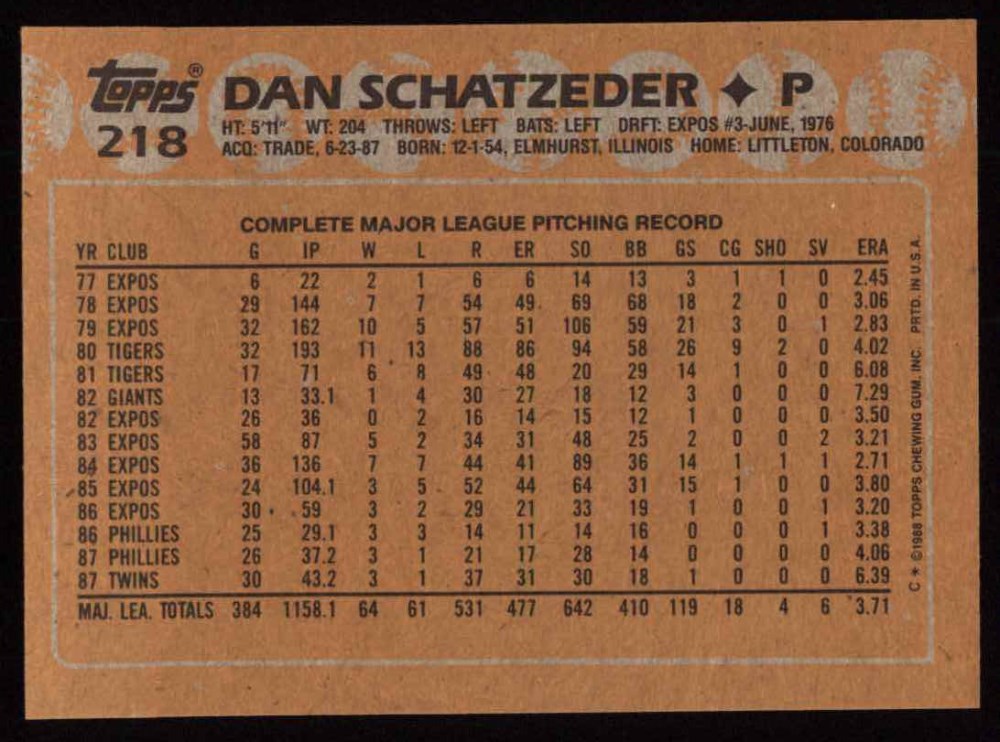 topps® DAN SCHATZEDER ✦ P
218 HT: 5'11" WT: 204 THROWS: LEFT BATS: LEFT DRFT: EXPOS #3-JUNE, 1976
ACQ: TRADE, 6-23-87 BORN: 12-1-54, ELMHURST, ILLINOIS HOME: LITTLETON, COLORADO
COMPLETE MAJOR LEAGUE PITCHING RECORD
YR CLUB G IP W L R ER SO BB GS CG SHO SV ERA
77 EXPOS 6 22 2 1 6 6 14 13 3 1 1 0 2.45
78 EXPOS 29 144 7 7 54 49 69 68 18 2 0 0 3.06
79 EXPOS 32 162 10 5 57 51 106 59 21 3 0 1 2.83
80 TIGERS 32 193 11 13 88 86 94 58 26 9 2 0 4.02
81 TIGERS 17 71 6 8 49 48 20 29 14 1 0 0 6.08
82 GIANTS 13 33.1 1 4 30 27 18 12 3 0 0 0 7.29
82 EXPOS 26 36 0 2 16 14 15 12 1 0 0 0 3.50
83 EXPOS 58 87 5 2 34 31 48 25 2 0 0 2 3.21
84 EXPOS 36 136 7 7 44 41 89 36 14 1 1 1 2.71
85 EXPOS 24 104.1 3 5 52 44 64 31 15 1 0 0 3.80
86 EXPOS 30 59 3 2 29 21 33 19 1 0 0 1 3.20
86 PHILLIES 25 29.1 3 3 14 11 14 16 0 0 0 1 3.38
87 PHILLIES 26 37.2 3 1 21 17 28 14 0 0 0 0 4.06
87 TWINS 30 43.2 3 1 37 31 30 18 1 0 0 0 6.39
MAJ. LEA. TOTALS 384 1158.1 64 61 531 477 642 410 119 18 4 6 3.71
C * ©1988 TOPPS CHEWING GUM, INC. PRTD. IN U.S.A.